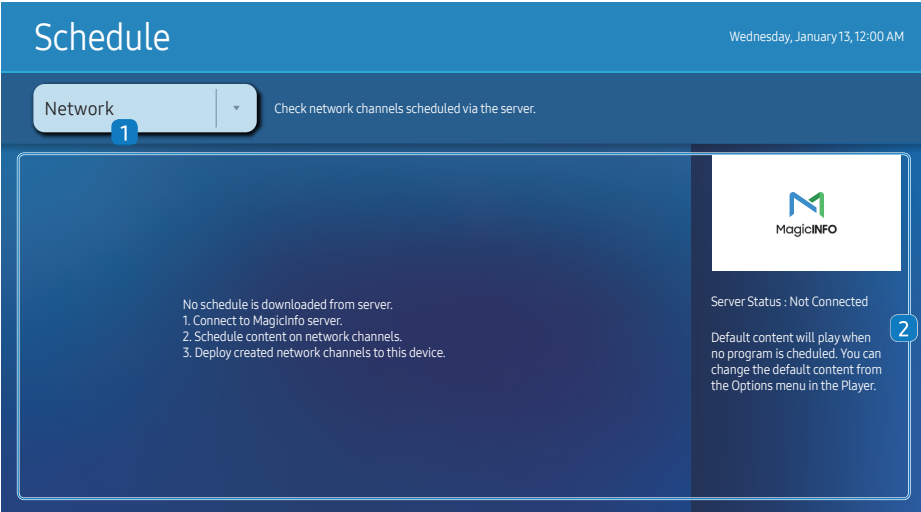 Schedule
Wednesday, January 13, 12:00 AM
Network
1
Check network channels scheduled via the server.
MagicINFO
No schedule is downloaded from server.
1. Connect to MagicInfo server.
2. Schedule content on network channels.
3. Deploy created network channels to this device.
Server Status : Not Connected
2
Default content will play when
no program is cheduled. You can
change the default content from
the Options menu in the Player.